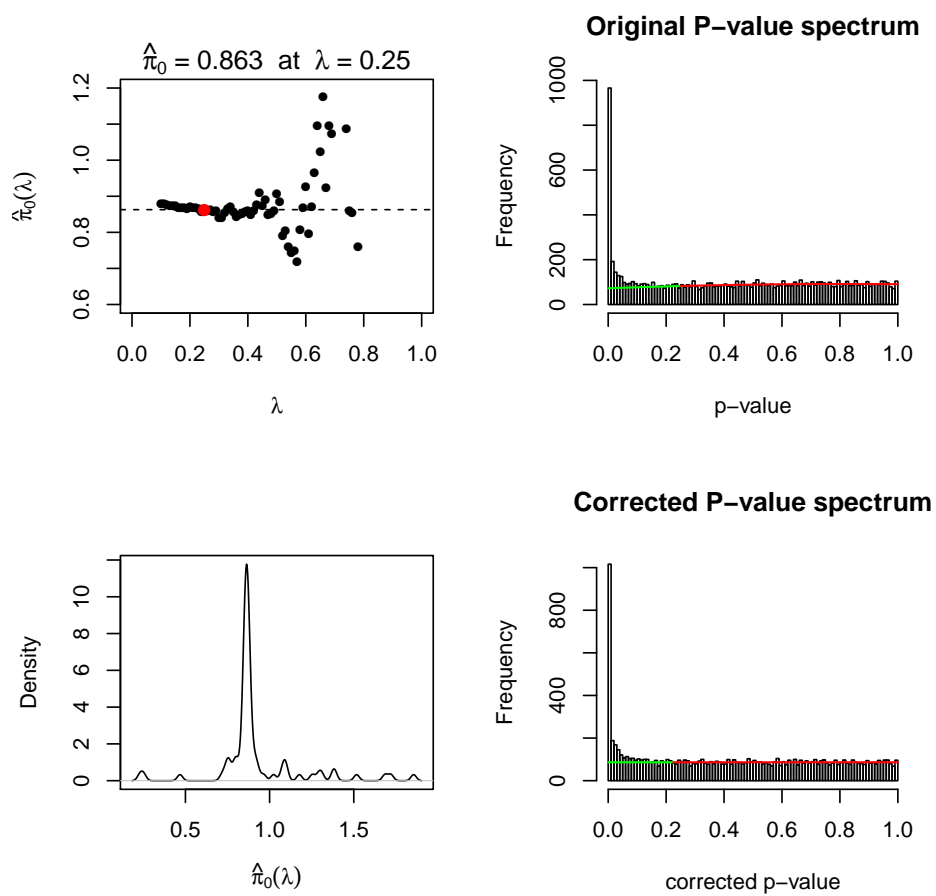 π̂₀ = 0.863 at λ = 0.25
1.2
1.0
0.8
0.6
π̂₀(λ)
0.0 0.2 0.4 0.6 0.8 1.0
λ
Original P−value spectrum
1000
600
200
0
Frequency
0.0 0.2 0.4 0.6 0.8 1.0
p−value
10
8
6
4
2
0
Density
0.5 1.0 1.5
π̂₀(λ)
Corrected P−value spectrum
800
400
0
Frequency
0.0 0.2 0.4 0.6 0.8 1.0
corrected p−value